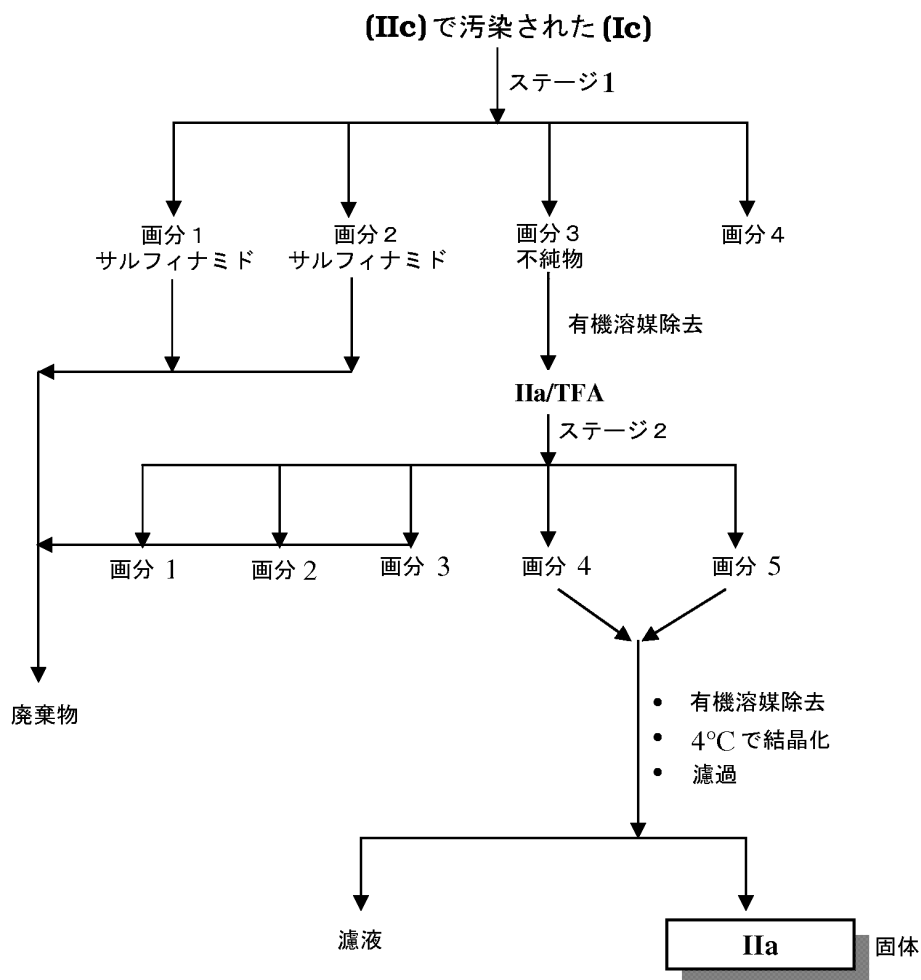 (IIc)で汚染された(Ic)
ステージ1
画分1
サルフィナミド
画分2
サルフィナミド
画分3
不純物
画分4
有機溶媒除去
IIa/TFA
ステージ2
画分 1
画分 2
画分 3
画分 4
画分 5
廃棄物
• 有機溶媒除去
• 4°Cで結晶化
• 濾過
濾液
IIa
固体